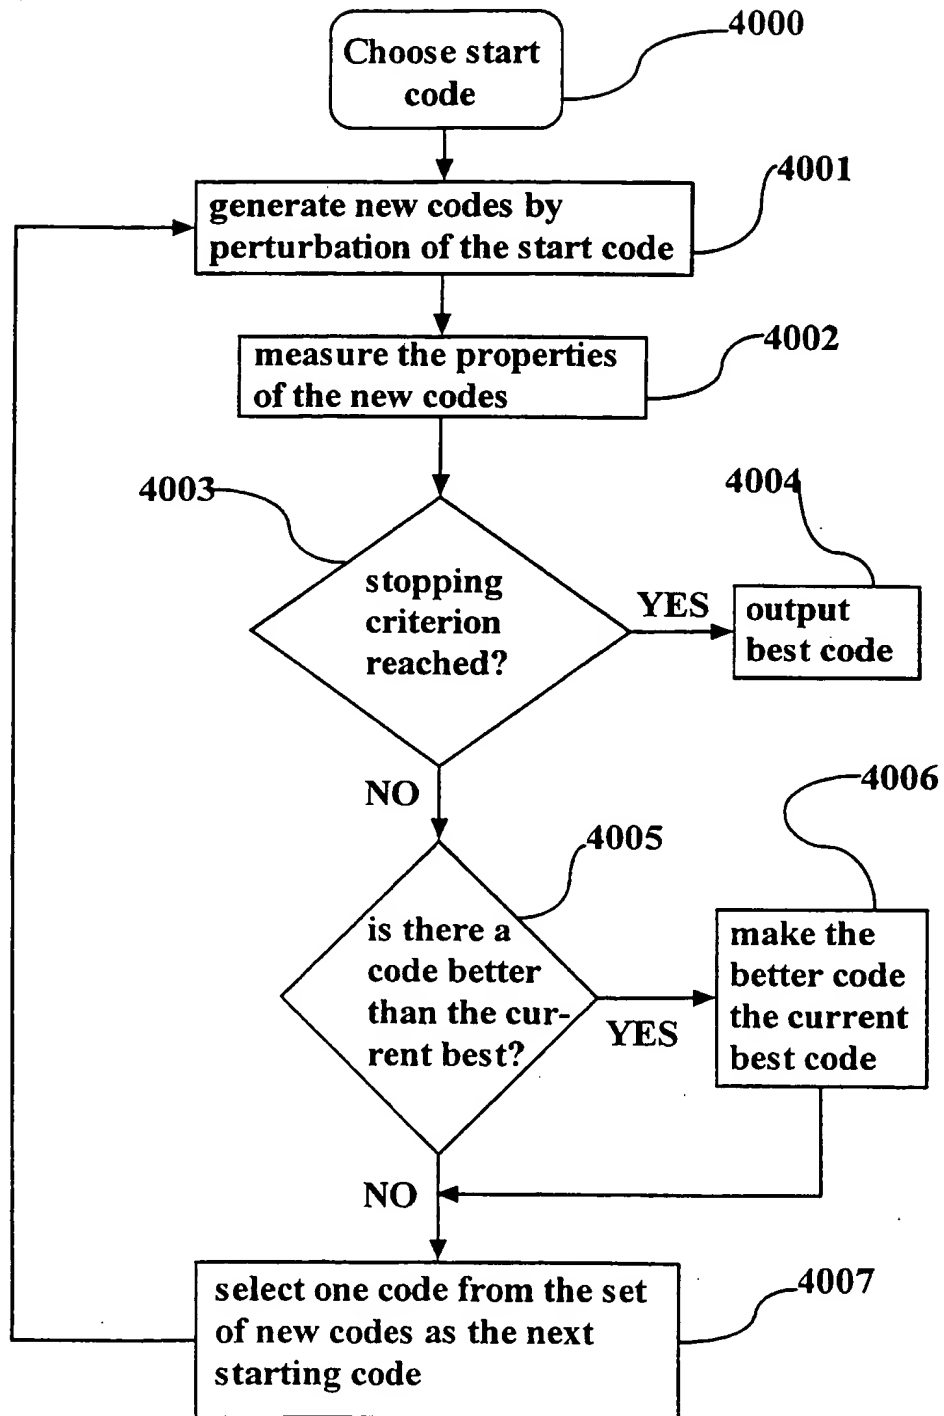 Choose start
code
4000
generate new codes by
perturbation of the start code
4001
measure the properties
of the new codes
4002
4003
stopping
criterion
reached?
YES
4004
output
best code
NO
4005
is there a
code better
than the cur-
rent best?
YES
4006
make the
better code
the current
best code
NO
select one code from the set
of new codes as the next
starting code
4007